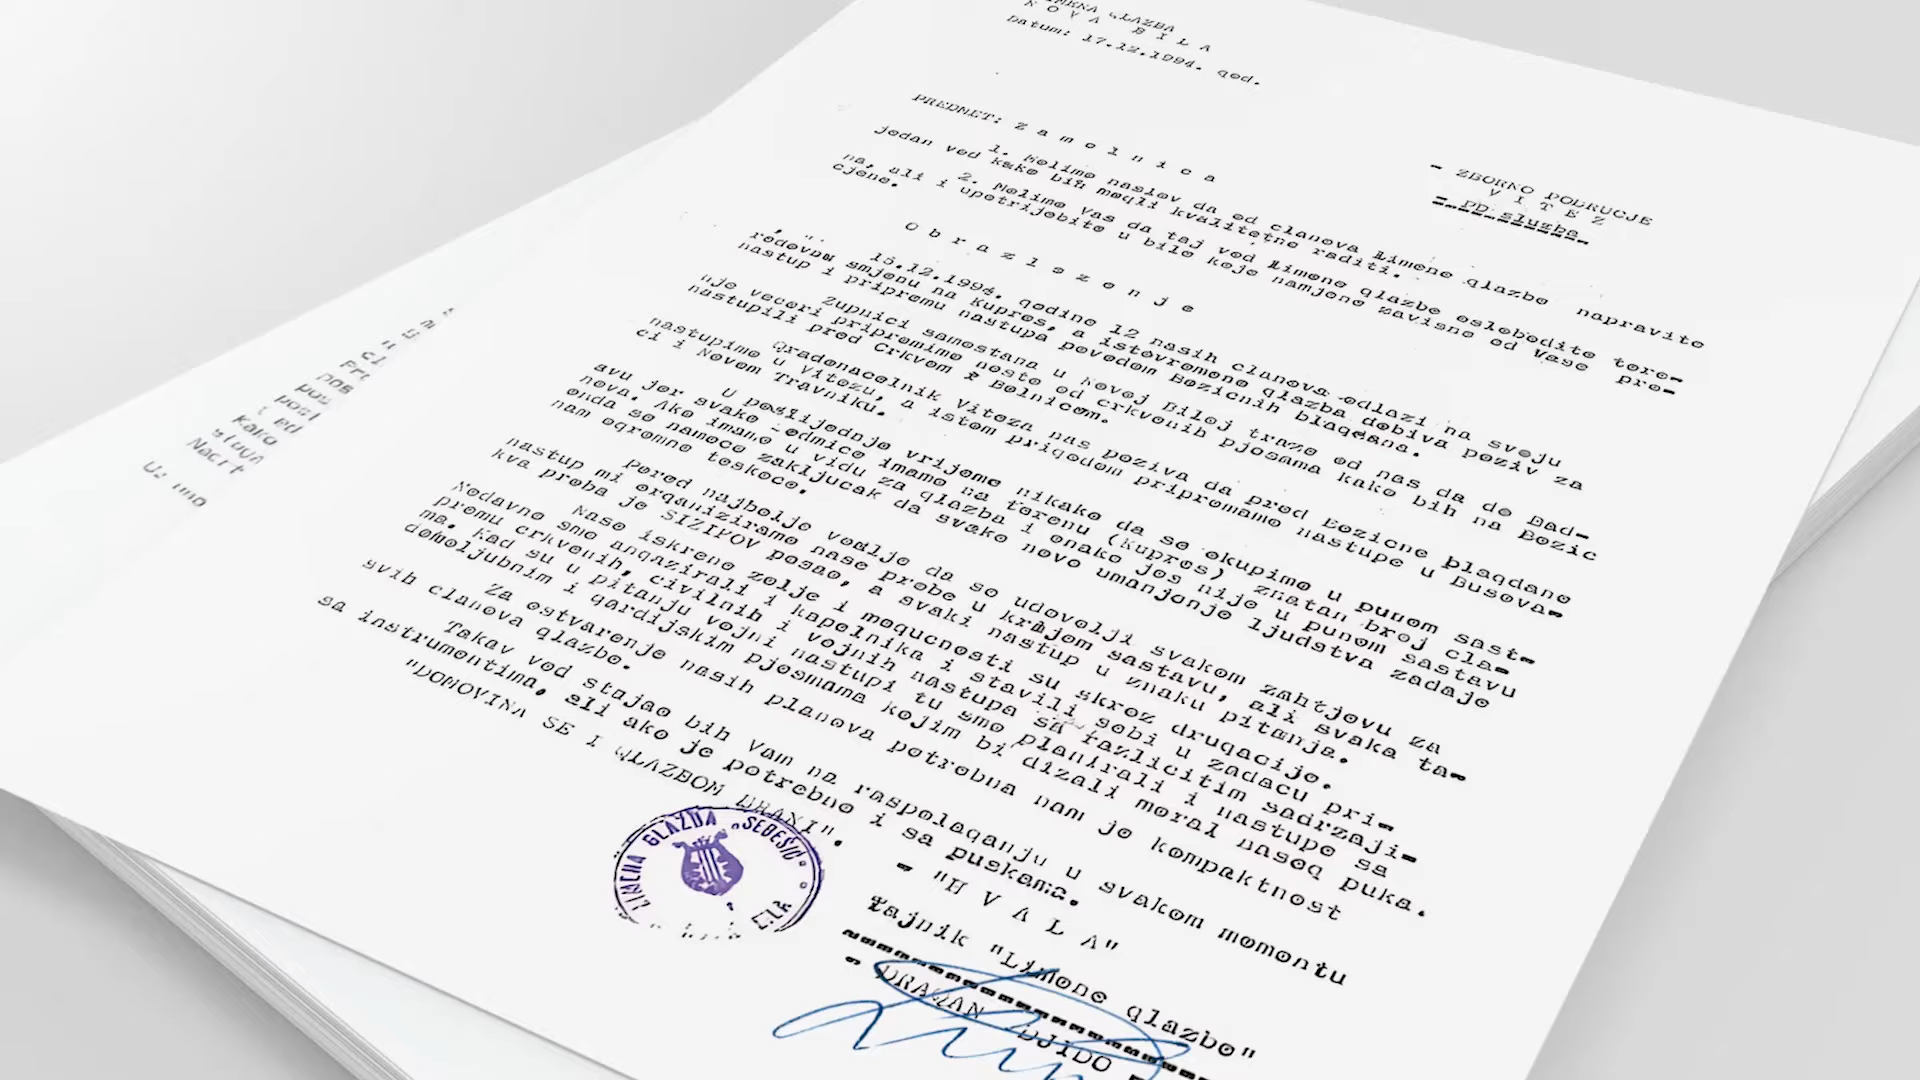 LIMENA GLAZBA
N O V A B I L A
Datum: 17.12.1994. god.
- ZBORNO PODRUCJE
V I T E Z
- PD sluzba
PREDMET: Z a m o l n i c a
1. Molimo naslov da od clanova Limene glazbe napravite
jedan vod kako bih mogli kvalitetno raditi.
2. Molimo Vas da taj vod Limene glazbe oslobodite tere-
na, ali i upotrijebite u bilo koje namjene zavisno od Vase pro-
cjene.
O b r a z l o z e n j e
15.12.1994. godine 12 nasih clanova odlazi na svoju
redovnu smjenu na Kupres, a istovremeno glazba dobiva poziv za
nastup i pripremu nastupa povodom Bozicnih blagdana.
Zupnici samostana u Novoj Biloj traze od nas da do Bad-
nje veceri pripremimo nesto od crkvenih pjesama kako bih na Bozic
nastupili pred Crkvom i Bolnicom.
Gradonacelnik Viteza nas poziva da pred Bozicne blagdane
nastupimo u Vitezu, a istom prigodom pripremamo nastupe u Busova-
ci i Novom Travniku.
U posljednje vrijeme nikako da se okupimo u punom sast-
avu jer svake sedmice imamo na terenu (Kupres) znatan broj cla-
nova. Ako imamo u vidu za glazba i onako jos nije u punom sastavu
onda se namece zakljucak da svako novo umanjenje ljudstva zadaje
nam ogromne teskoce.
Pored najbolje volje da se udovolji svakom zahtjevu za
nastup mi organiziramo nase probe u krnjem sastavu, ali svaka ta-
kva proba je SIZIFOV posao, a svaki nastup u znaku pitanja.
Nase iskrene zelje i mogucnosti su skroz drugacije.
Nedavno smo angazirali i kapelnika i stavili sebi u zadacu pri-
premu crkvenih, civilnih i vojnih nastupa sa razlicitim sadrzaji-
ma. Kad su u pitanju vojni nastupi tu smo planirali i nastupe sa
domoljubnim i gardijskim pjesmama kojim bi dizali moral naseg puka.
Za ostvarenje nasih planova potrebna nam je kompaktnost
svih clanova glazbe.
Takav vod stajao bih Vam na raspolaganju u svakom momentu
sa instrumentima, ali ako je potrebno i sa puskama.
"DOMOVINA SE I GLAZBOM BRANI".
- "H V A L A"
Tajnik "Limene glazbe"
- DRAGAN DJIDO -
LIMENA GLAZBA "SEBEŠIĆ"